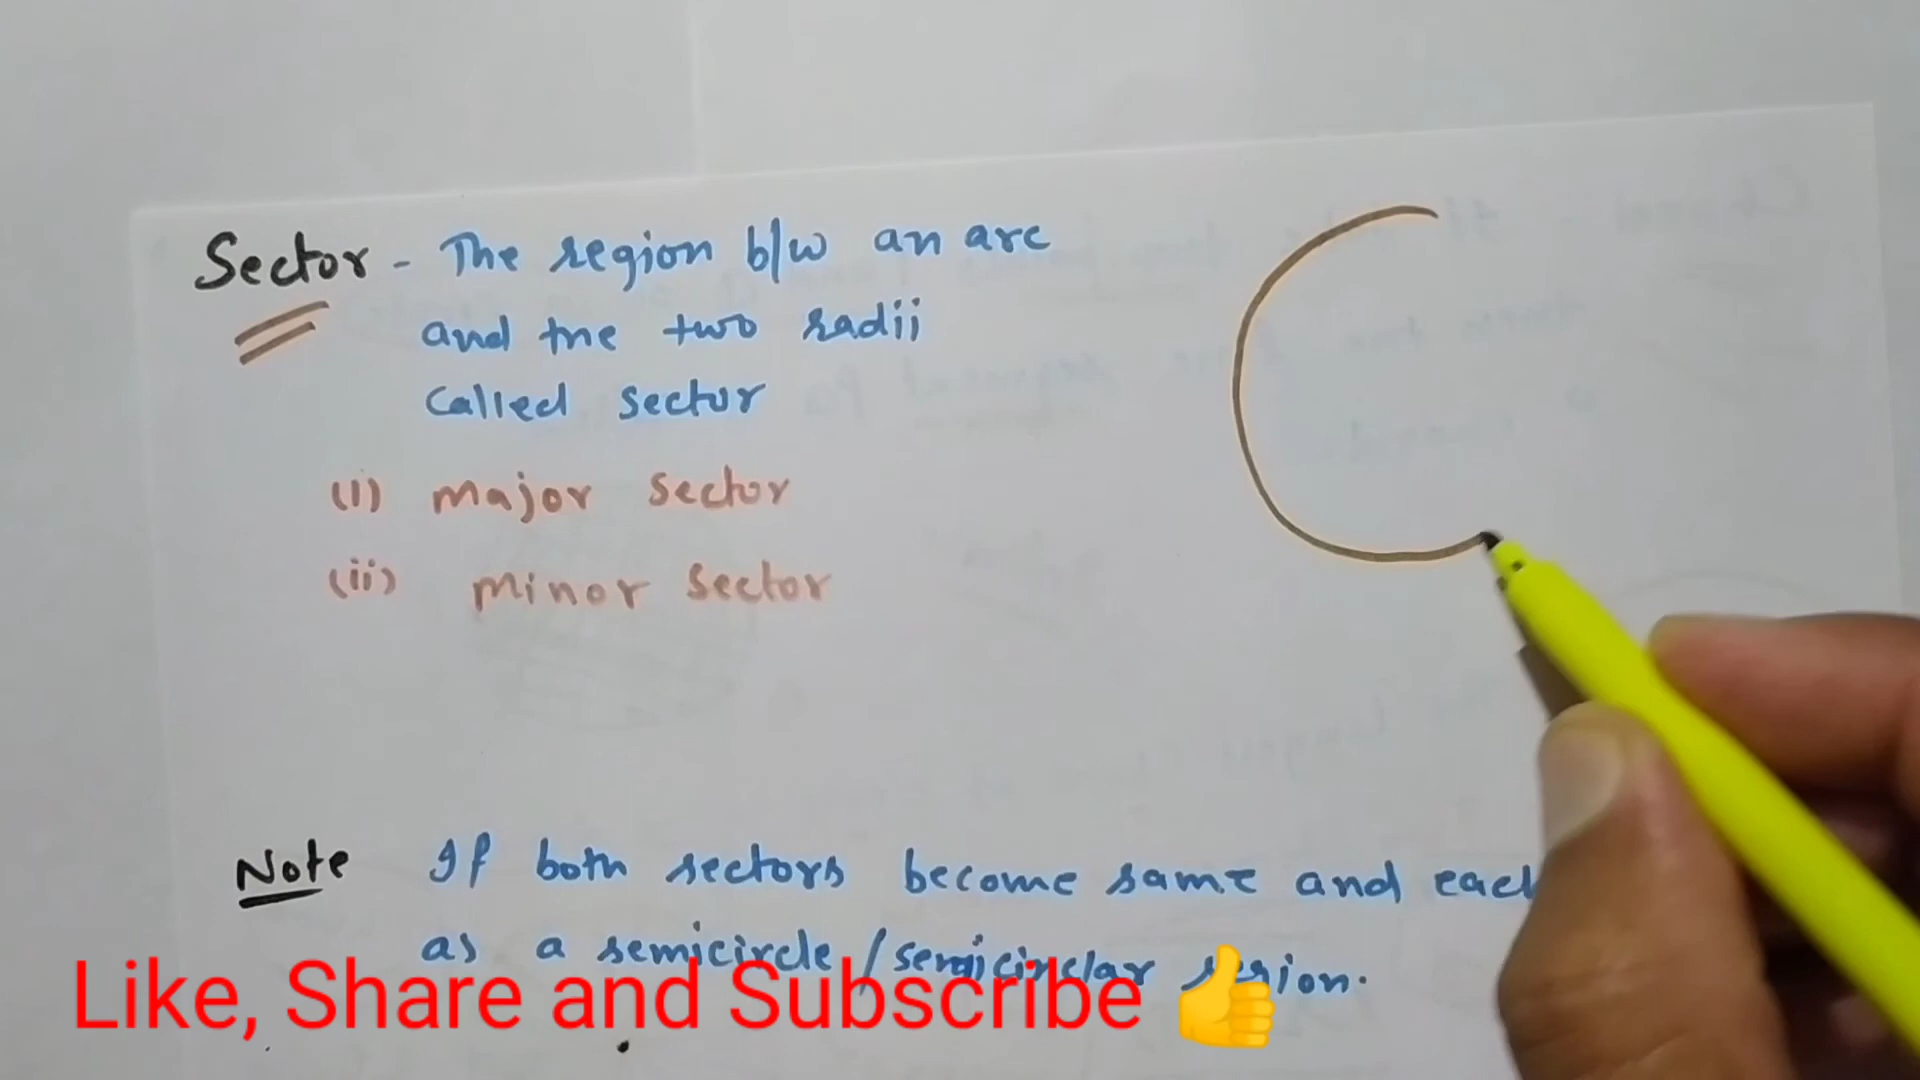 Sector - The region b/w an arc
and the two radii
called sector
(i) major sector
(ii) minor sector
Note If both sectors become same and each
as a semicircle / semicirclar region.
Like, Share and Subscribe 👍